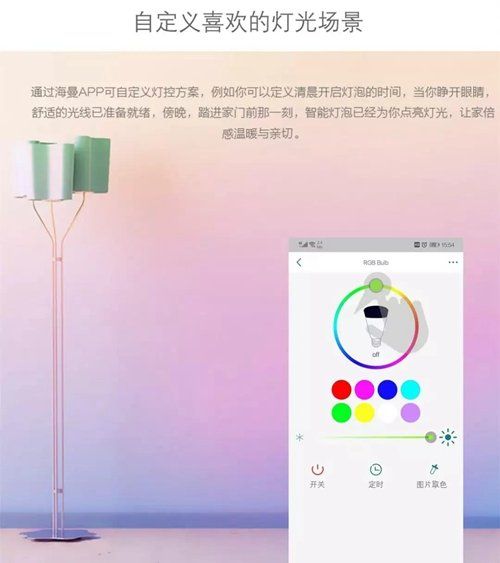 自定义喜欢的灯光场景
通过海曼APP可自定义灯控方案，例如你可以定义清晨开启灯泡的时间，当你睁开眼睛，
舒适的光线已准备就绪，傍晚，踏进家门前那一刻，智能灯泡已经为你点亮灯光，让家倍
感温暖与亲切。
15:54
RGB Bulb
off
开关 定时 图片取色